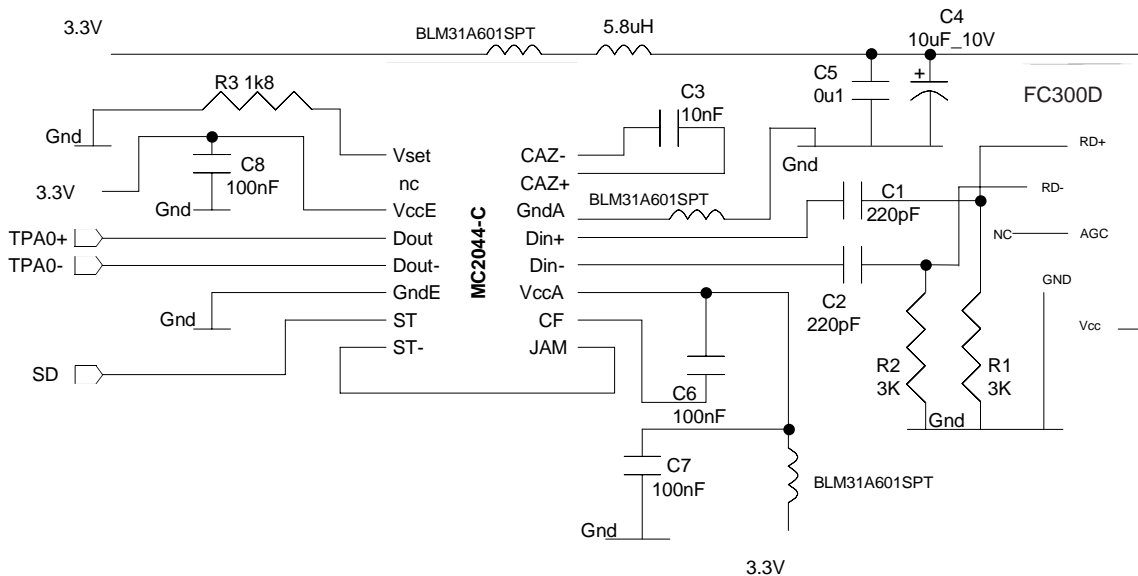 3.3V
BLM31A601SPT
5.8uH
C4
10uF_10V
R3 1k8
C3
10nF
C5
0u1
+
FC300D
Gnd
C8
100nF
Vset
CAZ-
Gnd
RD+
3.3V
nc
CAZ+
BLM31A601SPT
C1
220pF
RD-
Gnd
VccE
GndA
TPA0+
Dout
MC2044-C
Din+
NC
AGC
TPA0-
Dout-
Din-
GndE
VccA
C2
220pF
GND
Gnd
ST
CF
Vcc
ST-
JAM
SD
C6
100nF
R2
3K
R1
3K
Gnd
C7
100nF
BLM31A601SPT
Gnd
3.3V